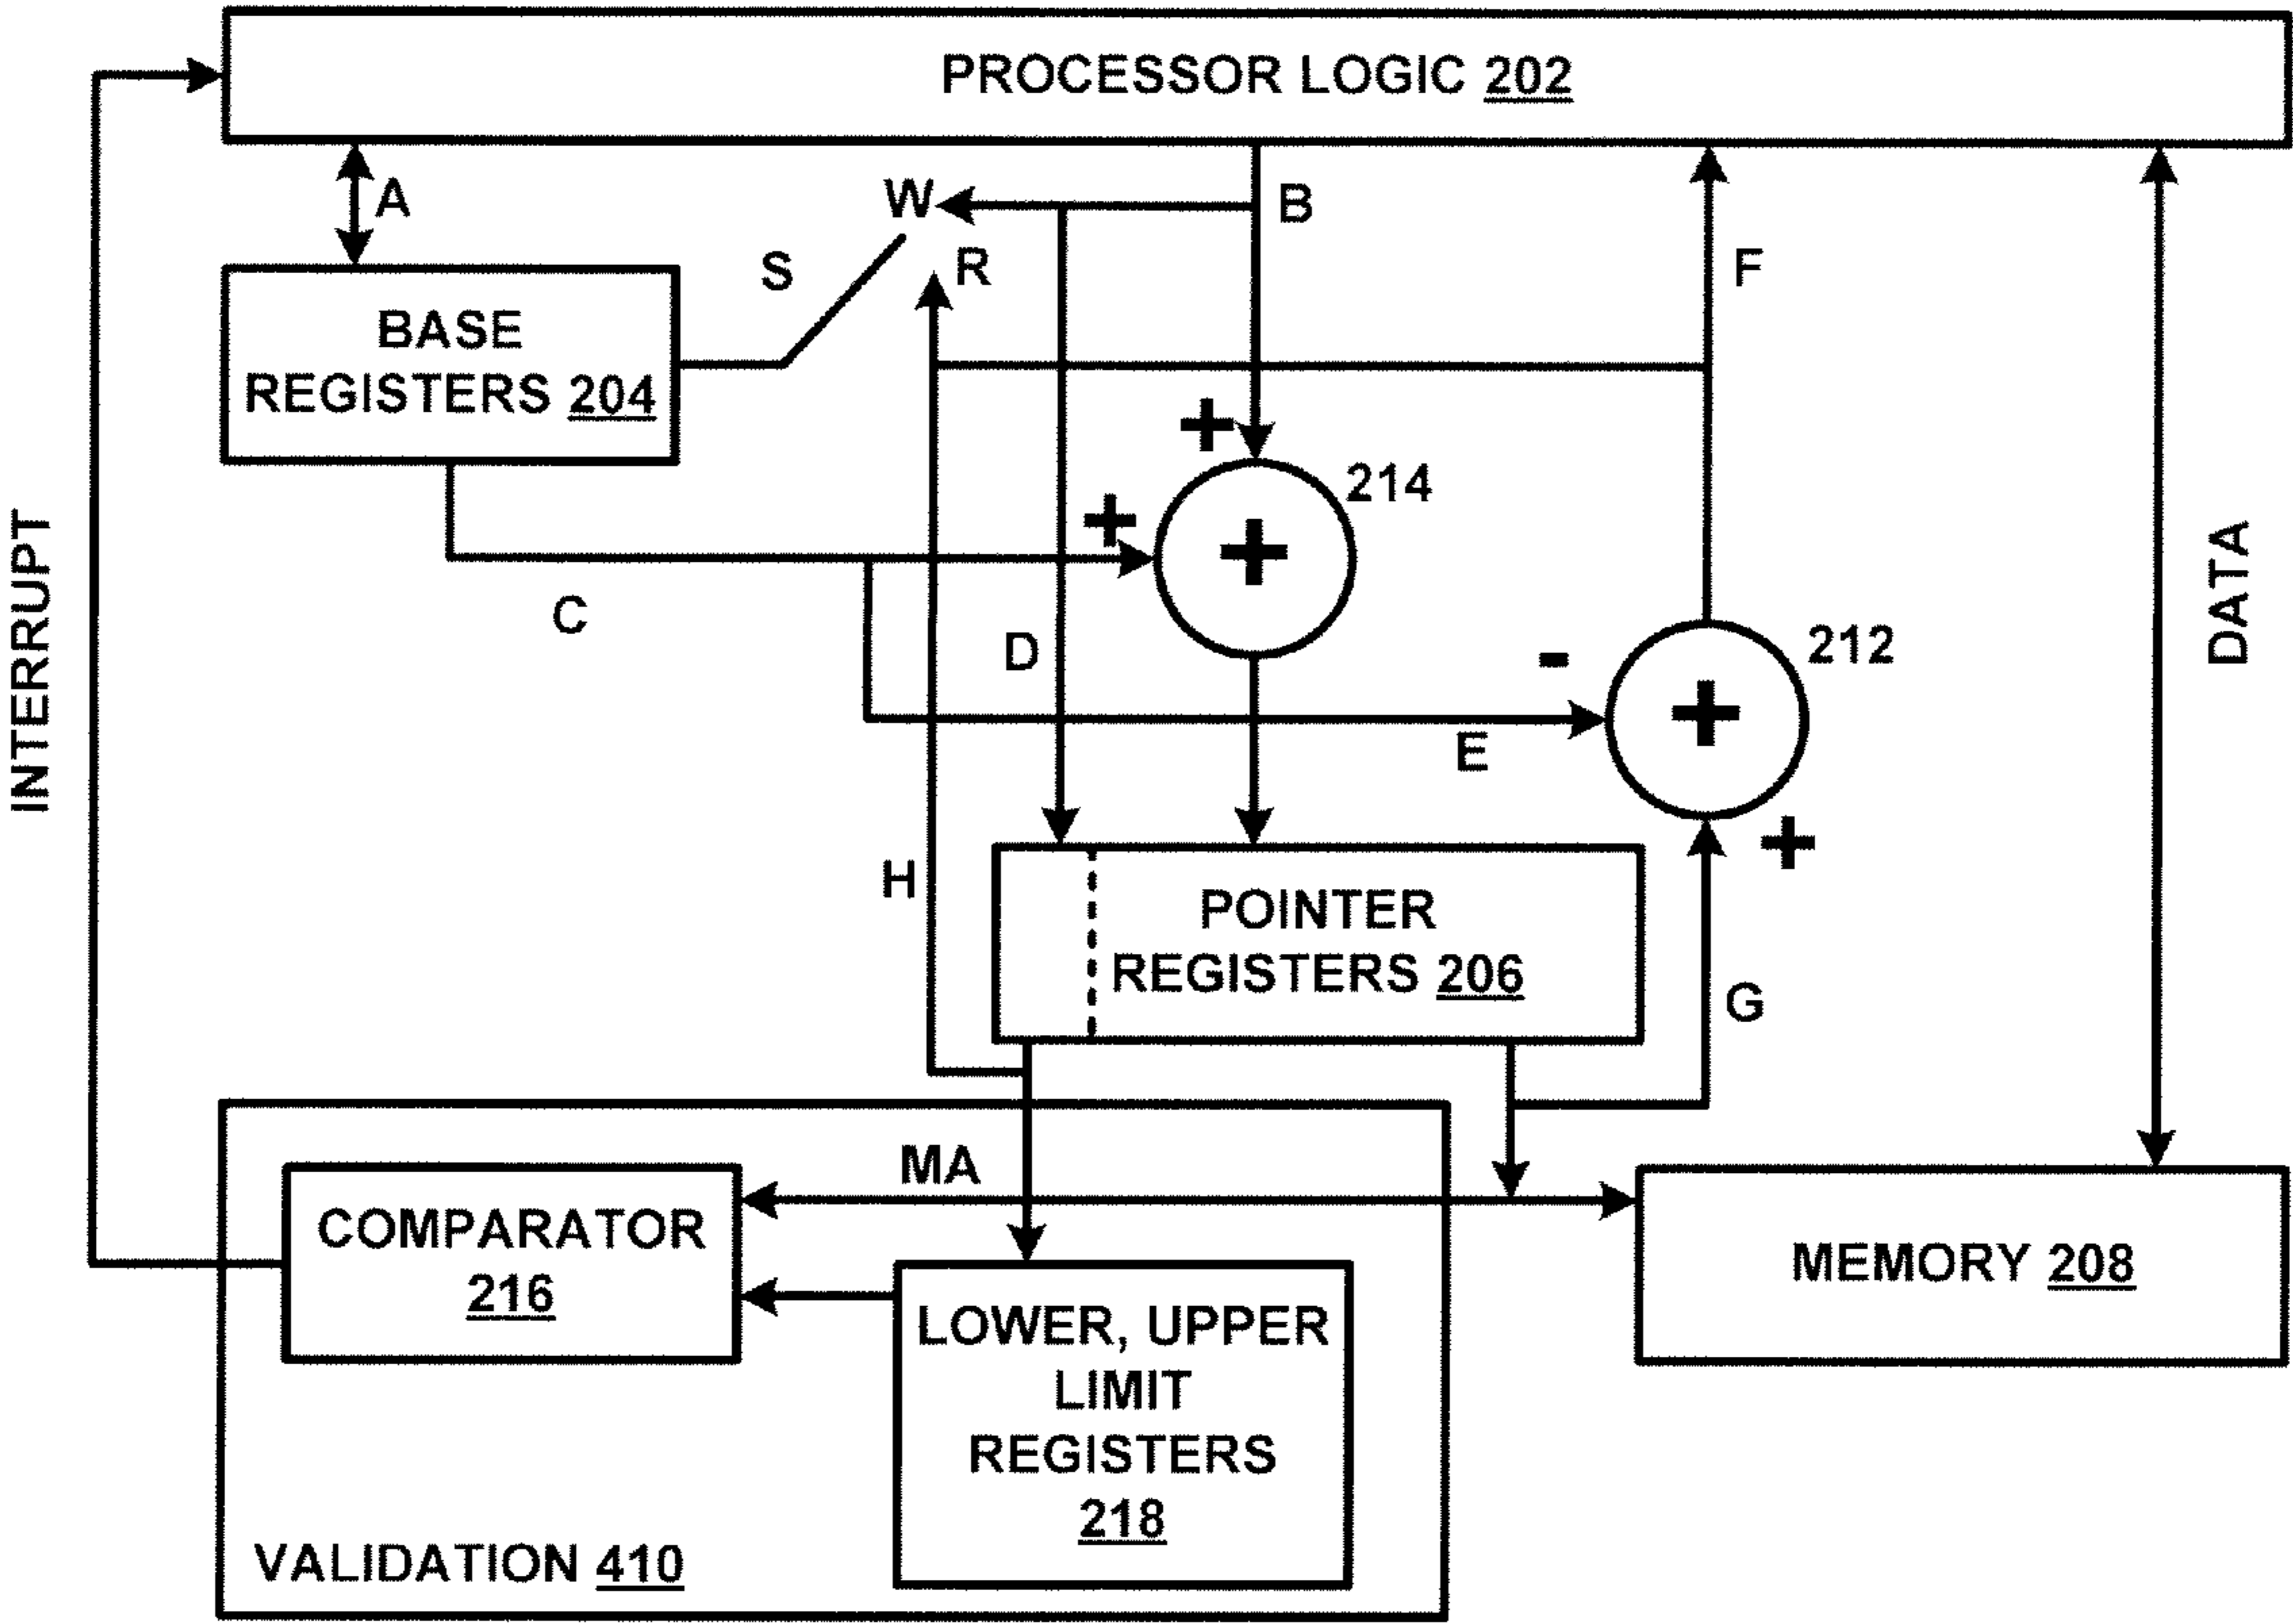 PROCESSOR LOGIC 202
A
W
B
S
R
F
BASE
REGISTERS 204
+
214
+
+
INTERRUPT
C
D
-
212
DATA
+
E
+
H
POINTER
REGISTERS 206
G
MA
COMPARATOR
216
MEMORY 208
LOWER, UPPER
LIMIT
REGISTERS
218
VALIDATION 410